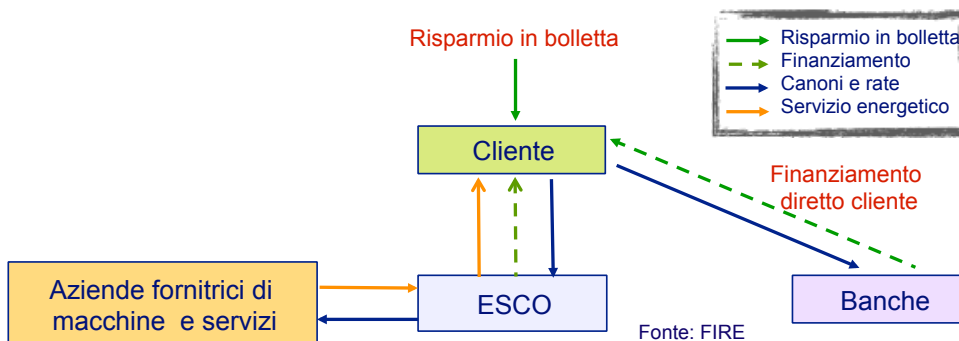 Risparmio in bolletta
Risparmio in bolletta
Finanziamento
Canoni e rate
Servizio energetico
Cliente
Finanziamento
diretto cliente
Aziende fornitrici di
macchine e servizi
ESCO
Banche
Fonte: FIRE